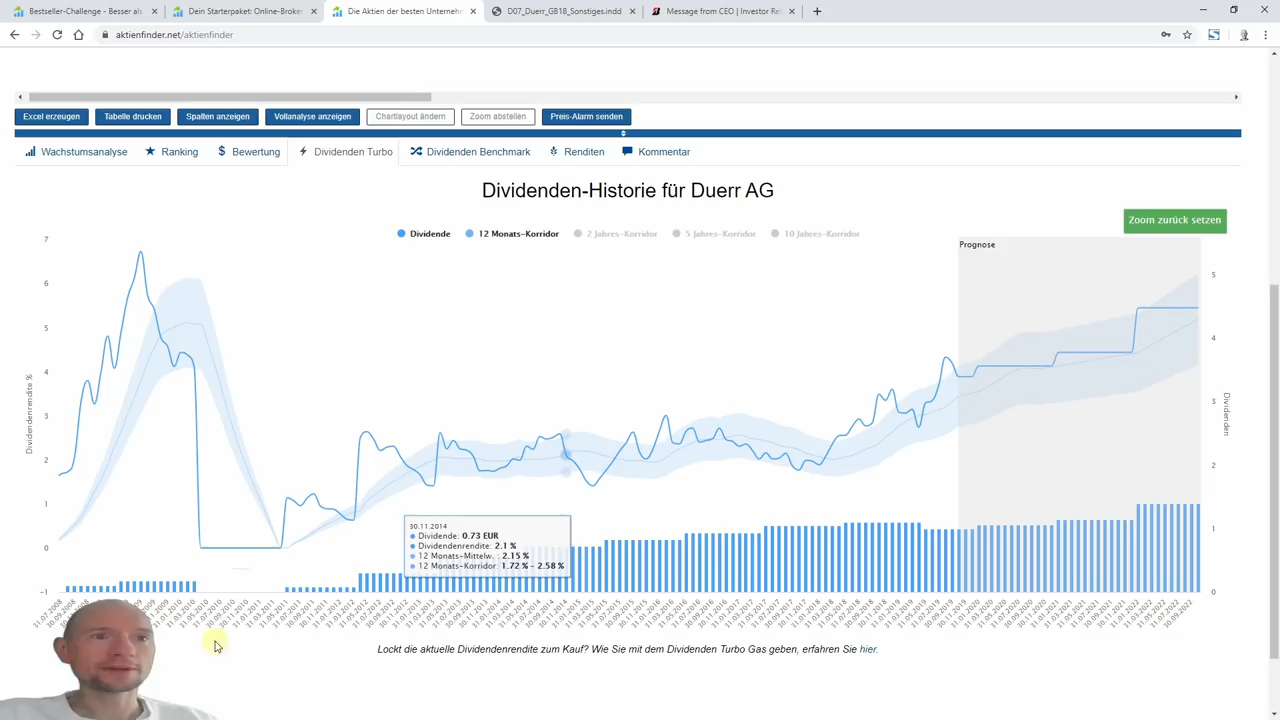 Bestseller-Challenge - Besser als
Dein Starterpaket: Online-Broke
Die Aktien der besten Unternehm
D07_Duerr_GB18_Sonstiges.indd
Message from CEO | Investor Re
aktienfinder.net/aktienfinder
Excel erzeugen
Tabelle drucken
Spalten anzeigen
Vollanalyse anzeigen
Chartlayout ändern
Zoom abstellen
Preis-Alarm senden
Wachstumsanalyse
Ranking
Bewertung
Dividenden Turbo
Dividenden Benchmark
Renditen
Kommentar
Dividenden-Historie für Duerr AG
Zoom zurück setzen
Dividende
12 Monats-Korridor
2 Jahres-Korridor
5 Jahres-Korridor
10 Jahres-Korridor
Prognose
7
6
5
4
3
2
1
0
−1
Dividendenrendite %
5
4
3
2
1
0
Dividenden
30.11.2014
Dividende: 0.73 EUR
Dividendenrendite: 2.1 %
12 Monats-Mittelw. : 2.15 %
12 Monats-Korridor: 1.72 % - 2.58 %
Lockt die aktuelle Dividendenrendite zum Kauf? Wie Sie mit dem Dividenden Turbo Gas geben, erfahren Sie hier.